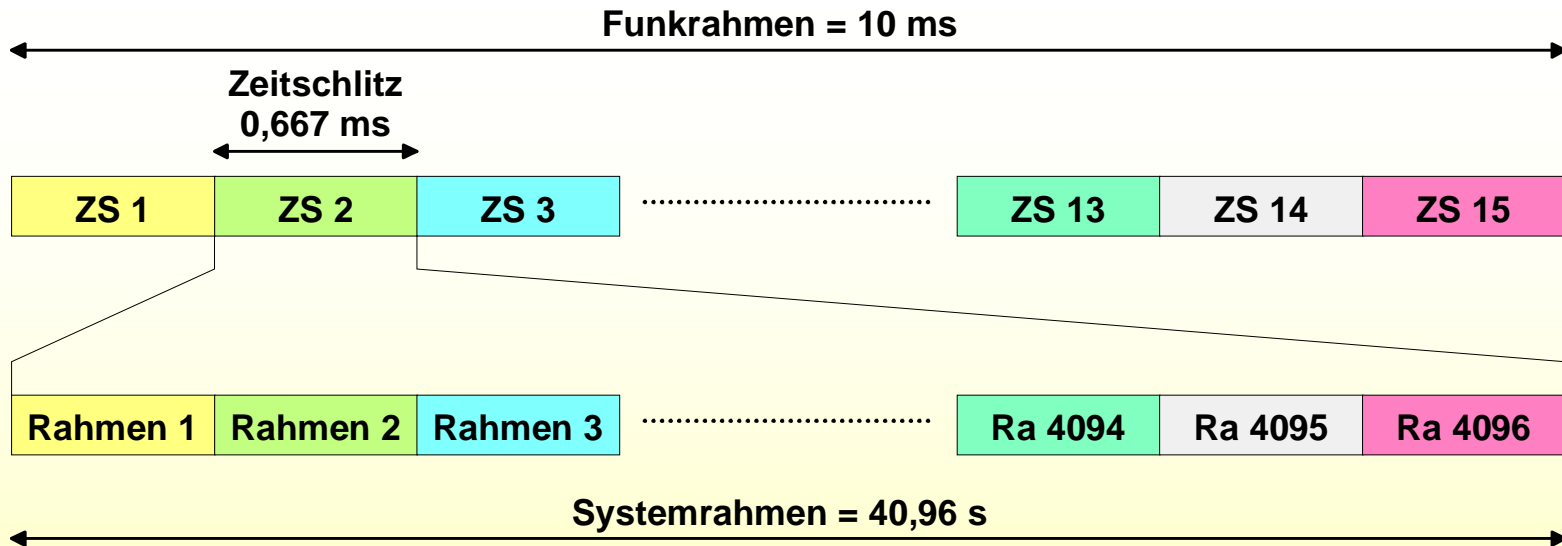 Funkrahmen = 10 ms
Zeitschlitz
0,667 ms
ZS 1 ZS 2 ZS 3 ZS 13 ZS 14 ZS 15
Rahmen 1 Rahmen 2 Rahmen 3 Ra 4094 Ra 4095 Ra 4096
Systemrahmen = 40,96 s